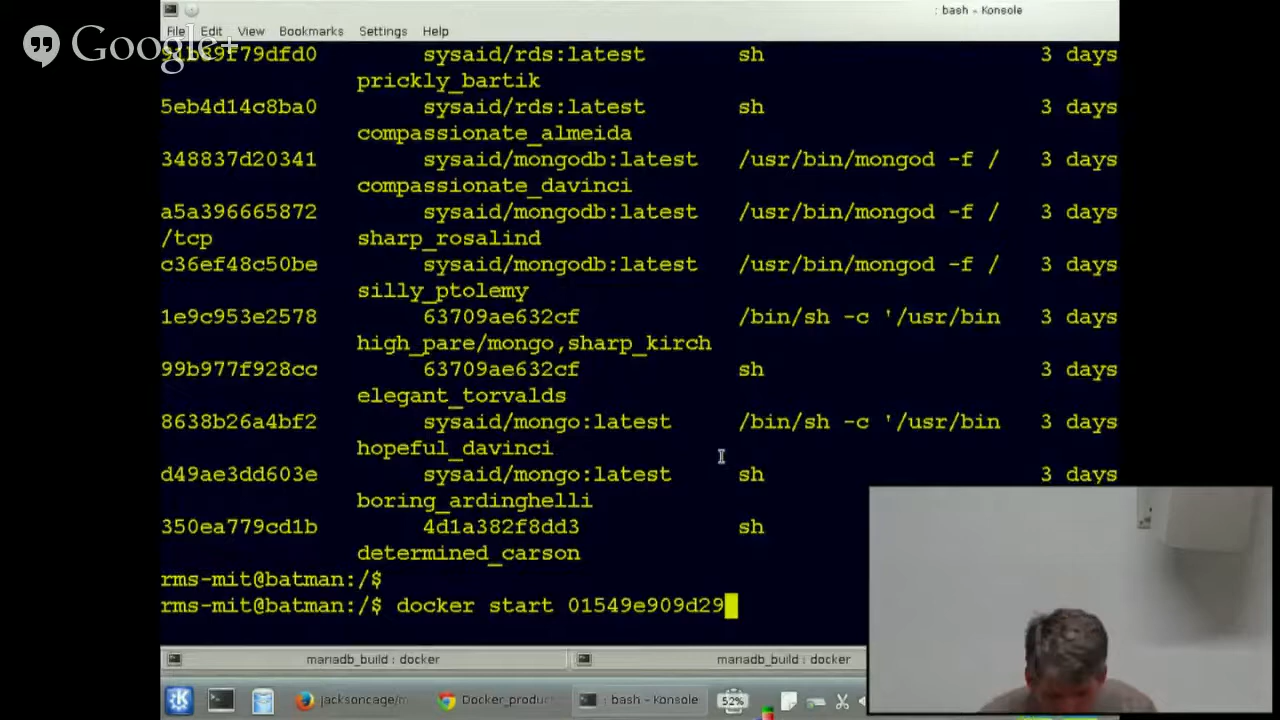 : bash - Konsole
Google+
File Edit View Bookmarks Settings Help
91b89f79dfd0 sysaid/rds:latest sh 3 days
prickly_bartik
5eb4d14c8ba0 sysaid/rds:latest sh 3 days
compassionate_almeida
348837d20341 sysaid/mongodb:latest /usr/bin/mongod -f / 3 days
compassionate_davinci
a5a396665872 sysaid/mongodb:latest /usr/bin/mongod -f / 3 days
/tcp sharp_rosalind
c36ef48c50be sysaid/mongodb:latest /usr/bin/mongod -f / 3 days
silly_ptolemy
1e9c953e2578 63709ae632cf /bin/sh -c '/usr/bin 3 days
high_pare/mongo,sharp_kirch
99b977f928cc 63709ae632cf sh 3 days
elegant_torvalds
8638b26a4bf2 sysaid/mongo:latest /bin/sh -c '/usr/bin 3 days
hopeful_davinci
d49ae3dd603e sysaid/mongo:latest sh 3 days
boring_ardinghelli
350ea779cd1b 4d1a382f8dd3 sh
determined_carson
rms-mit@batman:/$
rms-mit@batman:/$ docker start 01549e909d29
mariadb_build : docker mariadb_build : docker
jacksoncage/m Docker_product : bash - Konsole 52%